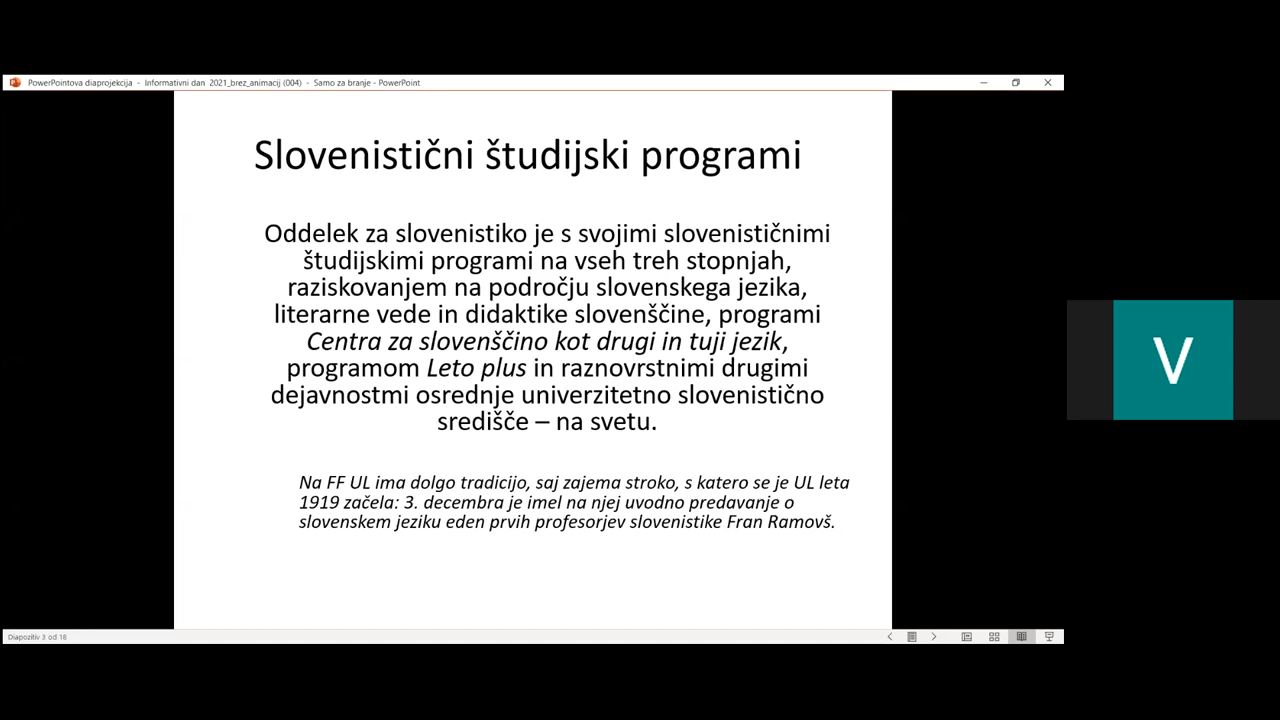 PowerPointova diaprojekcija - Informativni dan 2021_brez_animacij (004) - Samo za branje - PowerPoint
Slovenistični študijski programi
Oddelek za slovenistiko je s svojimi slovenističnimi
študijskimi programi na vseh treh stopnjah,
raziskovanjem na področju slovenskega jezika,
literarne vede in didaktike slovenščine, programi
Centra za slovenščino kot drugi in tuji jezik,
programom Leto plus in raznovrstnimi drugimi
dejavnostmi osrednje univerzitetno slovenistično
središče – na svetu.
Na FF UL ima dolgo tradicijo, saj zajema stroko, s katero se je UL leta
1919 začela: 3. decembra je imel na njej uvodno predavanje o
slovenskem jeziku eden prvih profesorjev slovenistike Fran Ramovš.
V
Diapozitiv 3 od 18